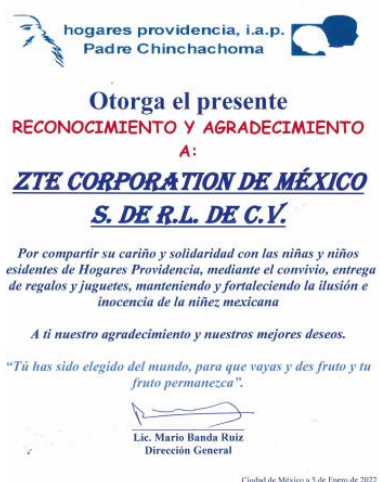 hogares providencia, i.a.p.
Padre Chinchachoma
Otorga el presente
RECONOCIMIENTO Y AGRADECIMIENTO
A:
ZTE CORPORATION DE MÉXICO
S. DE R.L. DE C.V.
Por compartir su cariño y solidaridad con las niñas y niños
esidentes de Hogares Providencia, mediante el convivio, entrega
de regalos y juguetes, manteniendo y fortaleciendo la ilusión e
inocencia de la niñez mexicana
A ti nuestro agradecimiento y nuestros mejores deseos.
“Tú has sido elegido del mundo, para que vayas y des fruto y tu
fruto permanezca”.
Lic. Mario Banda Ruiz
Dirección General
Ciudad de México a 5 de Enero de 2022